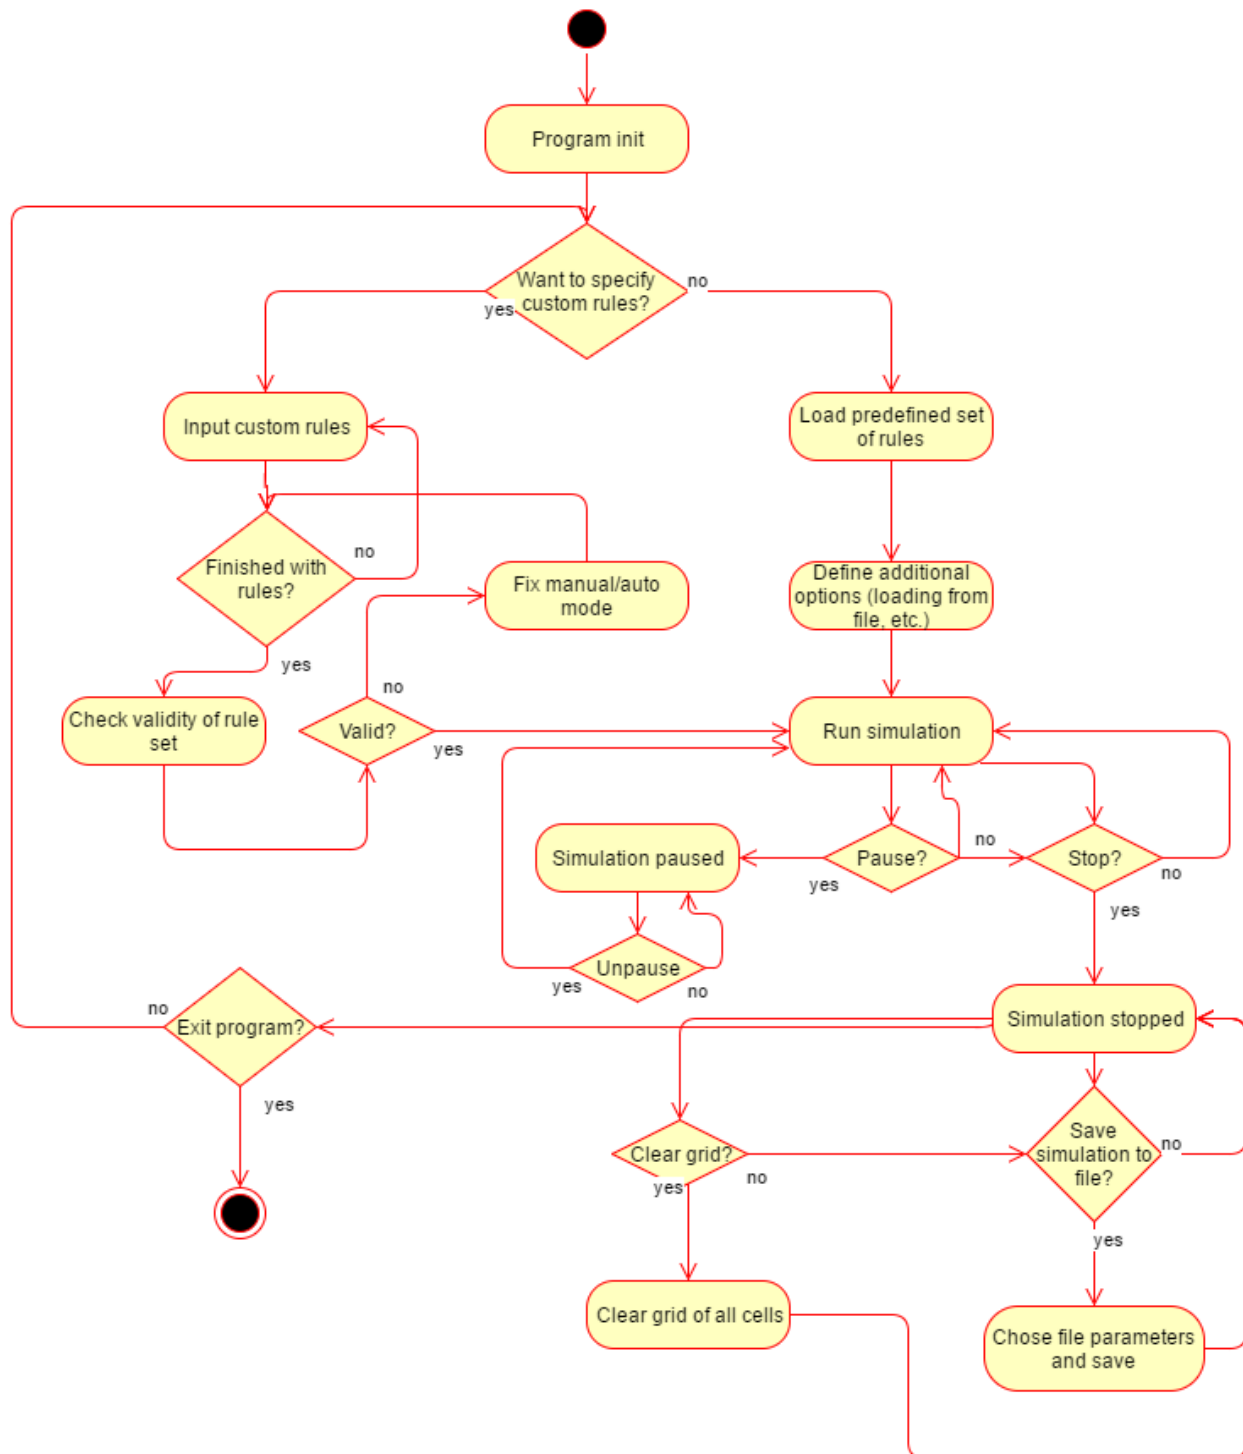 Program init
Want to specify
custom rules?
no
yes
Input custom rules
Load predefined set
of rules
Finished with
rules?
no
Fix manual/auto
mode
Define additional
options (loading from
file, etc.)
yes
no
Check validity of rule
set
Valid?
yes
Run simulation
Simulation paused
Pause?
no
Stop?
no
yes
yes
Unpause
yes
no
no
Exit program?
Simulation stopped
yes
Save
simulation to
file?
no
Clear grid?
yes
no
yes
Clear grid of all cells
Chose file parameters
and save